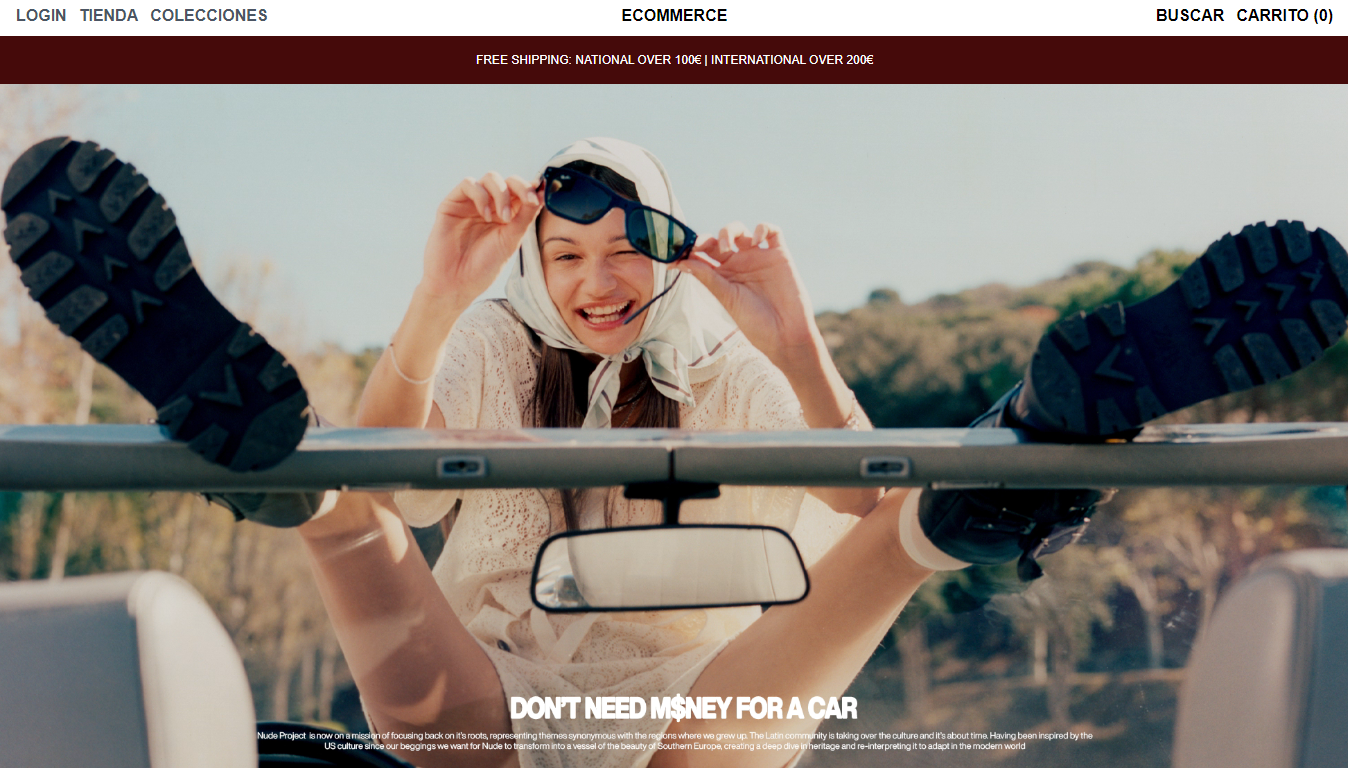 LOGIN TIENDA COLECCIONES ECOMMERCE BUSCAR CARRITO (0)
FREE SHIPPING: NATIONAL OVER 100€ | INTERNATIONAL OVER 200€
DON'T NEED M$NEY FOR A CAR
Nude Project is now on a mission of focusing back on it's roots, representing themes synonymous with the regions where we grew up. The Latin community is taking over the culture and it's about time. Having been inspired by the
US culture since our beggings we want for Nude to transform into a vessel of the beauty of Southern Europe, creating a deep dive in heritage and re-interpreting it to adapt in the modern world